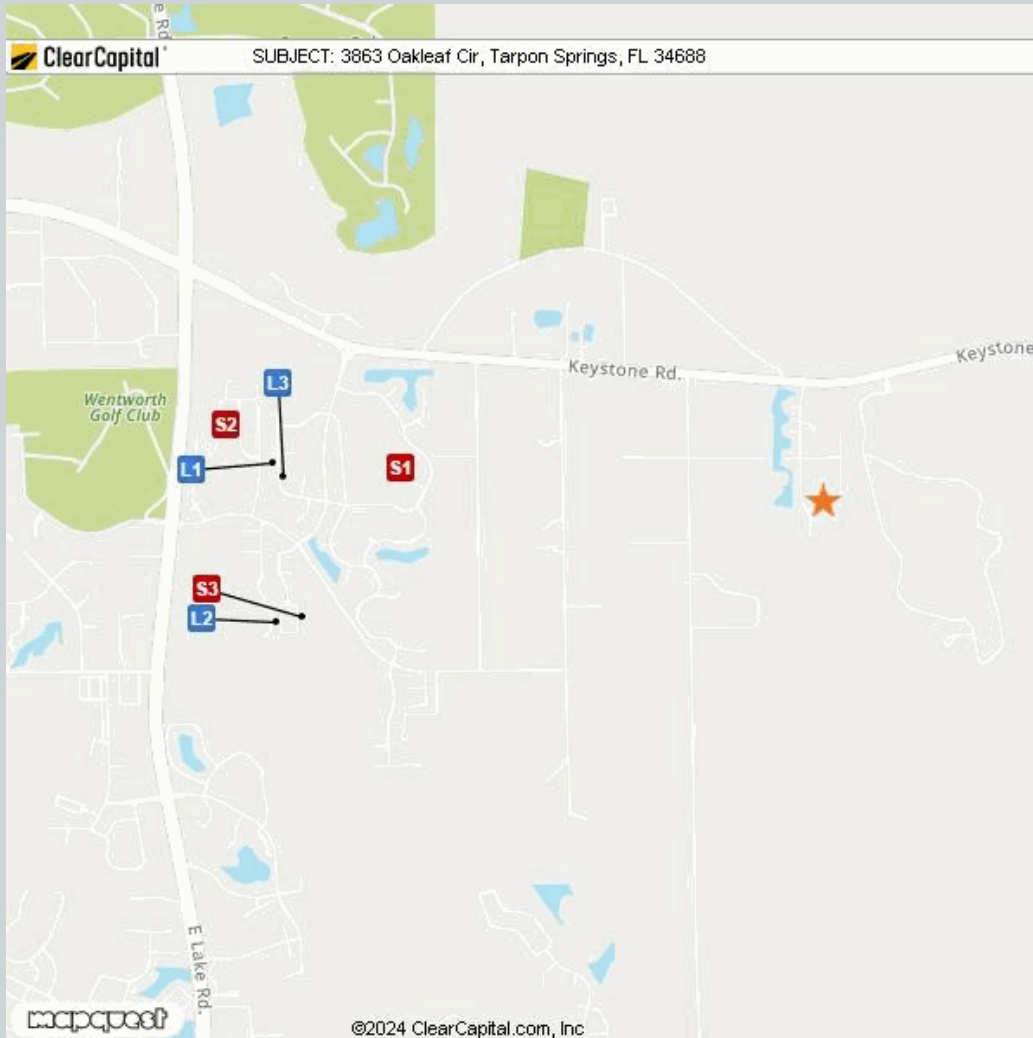 e Rd.
ClearCapital
SUBJECT: 3863 Oakleaf Cir, Tarpon Springs, FL 34688
Keystone
Keystone Rd.
L3
Wentworth
Golf Club
S2
L1
S1
S3
L2
E Lake Rd.
mapquest
©2024 ClearCapital.com, Inc